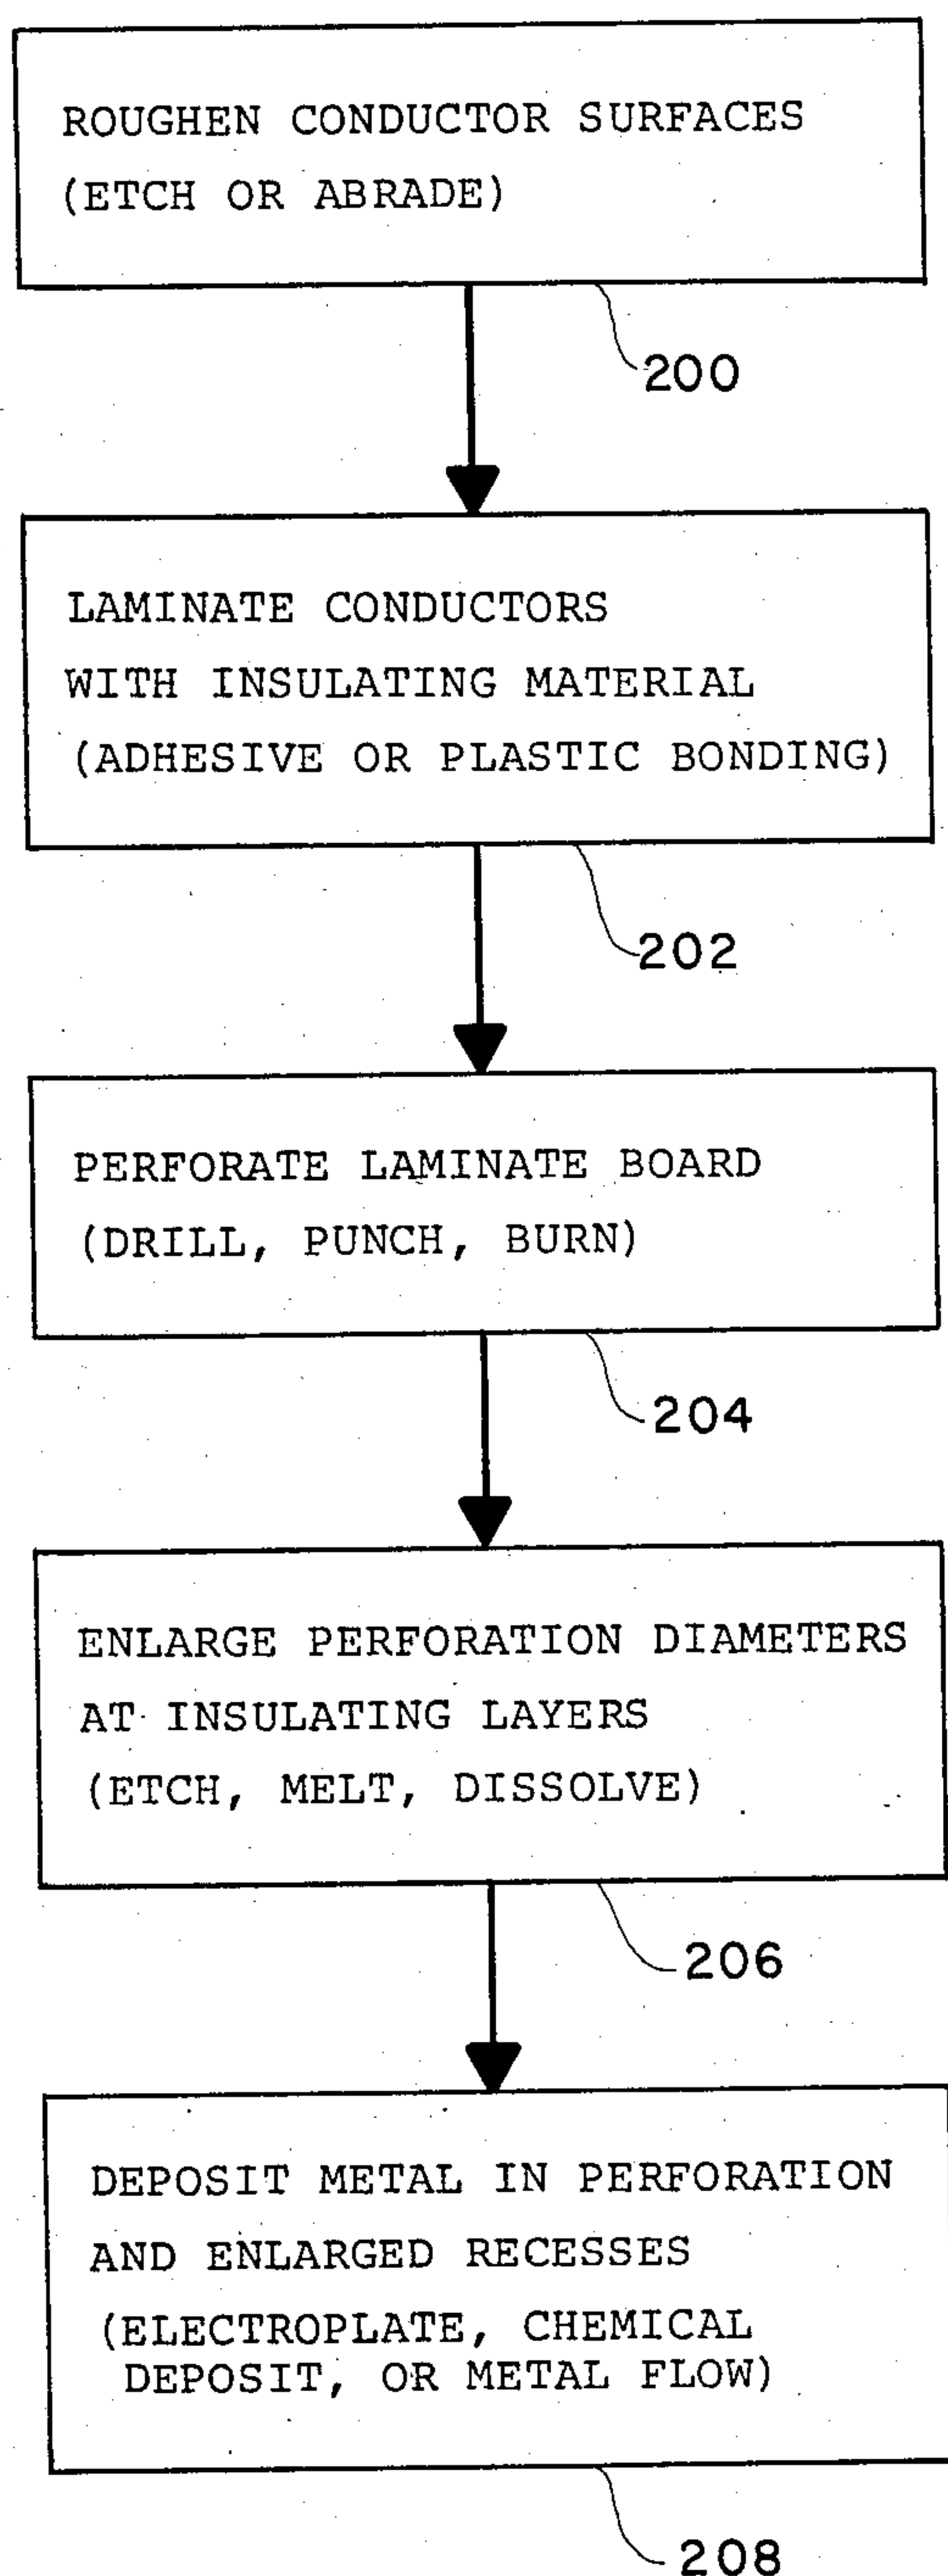 ROUGHEN CONDUCTOR SURFACES
(ETCH OR ABRADE)
200
LAMINATE CONDUCTORS
WITH INSULATING MATERIAL
(ADHESIVE OR PLASTIC BONDING)
202
PERFORATE LAMINATE BOARD
(DRILL, PUNCH, BURN)
204
ENLARGE PERFORATION DIAMETERS
AT INSULATING LAYERS
(ETCH, MELT, DISSOLVE)
206
DEPOSIT METAL IN PERFORATION
AND ENLARGED RECESSES
(ELECTROPLATE, CHEMICAL
DEPOSIT, OR METAL FLOW)
208